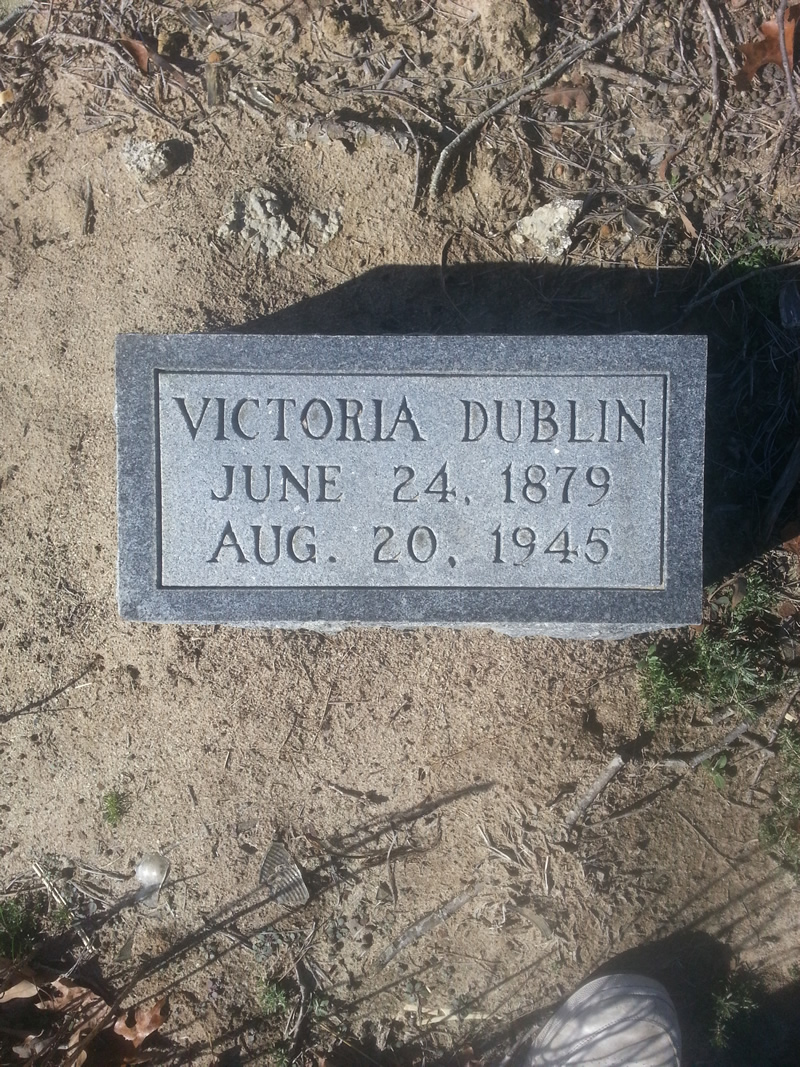 VICTORIA DUBLIN
JUNE 24, 1879
AUG. 20, 1945